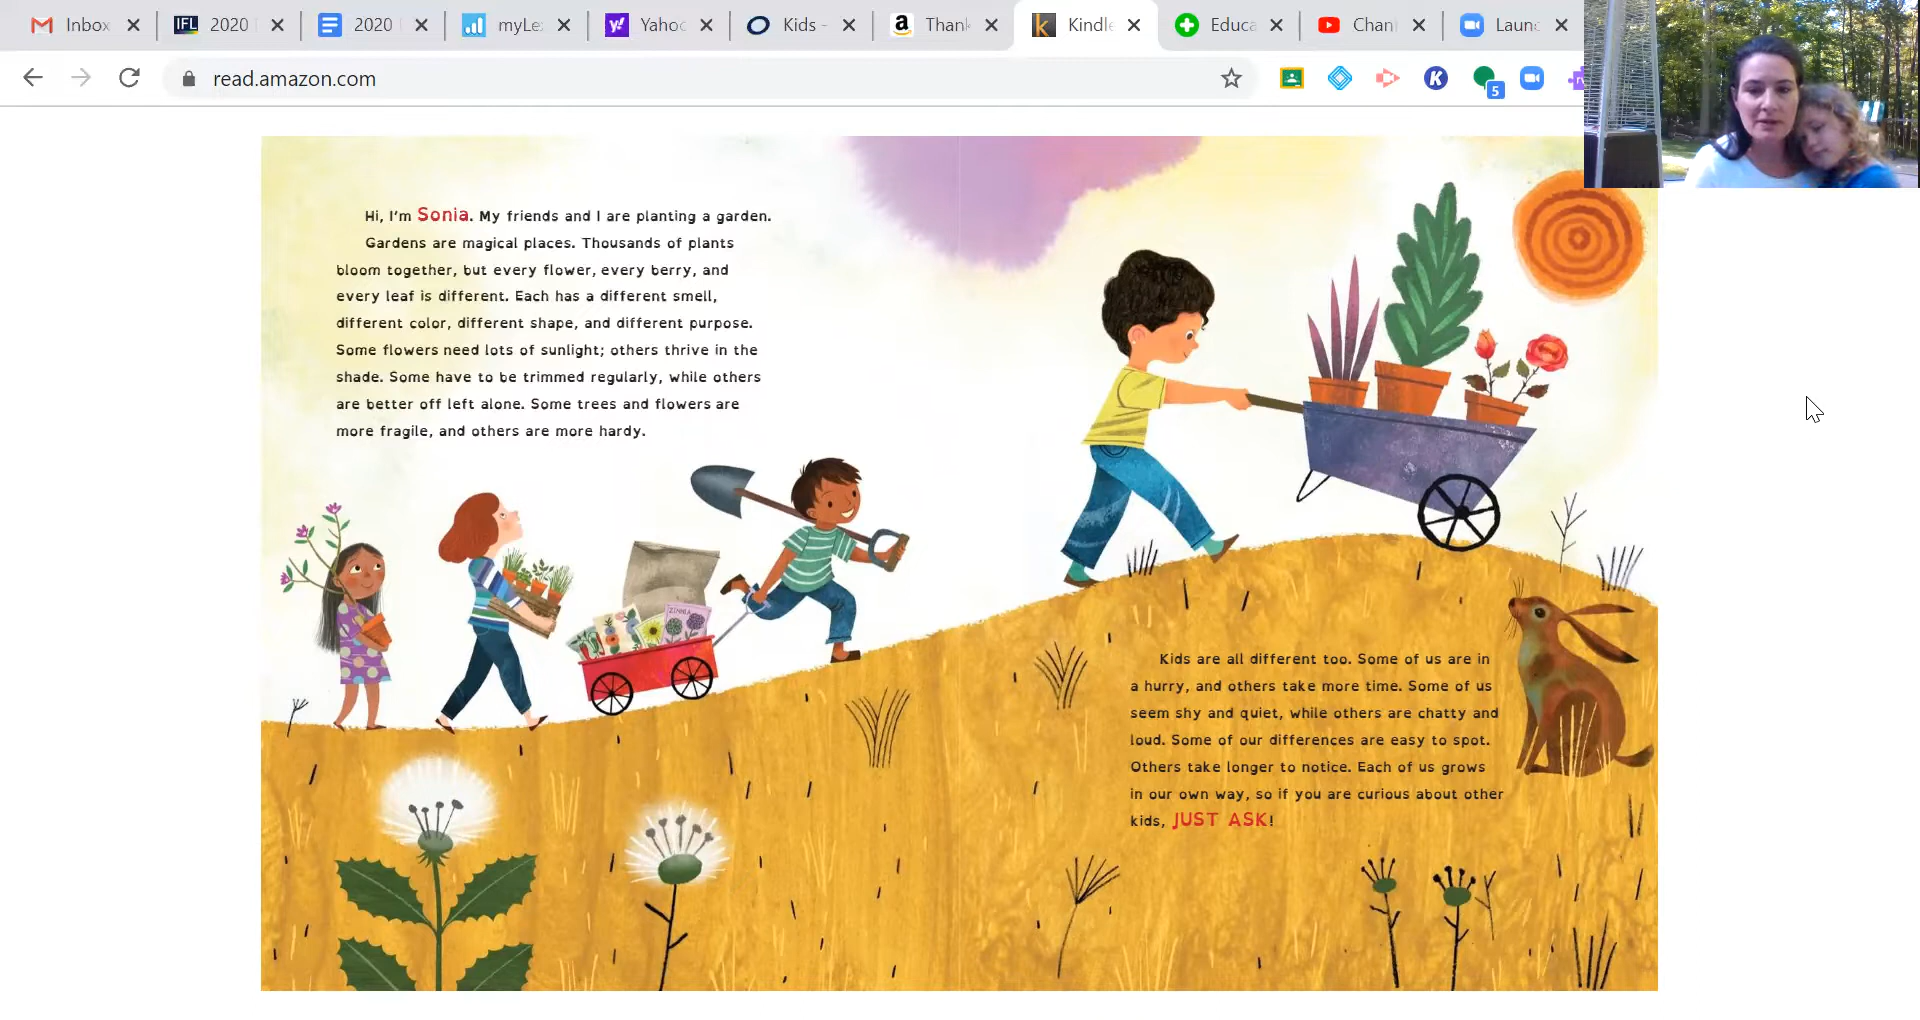 Inbox
2020
2020
myLe
Yahoo
Kids -
Thank
Kindle
Educa
Chan
Laun
read.amazon.com
5
Hi, I'm Sonia. My friends and I are planting a garden.
Gardens are magical places. Thousands of plants
bloom together, but every flower, every berry, and
every leaf is different. Each has a different smell,
different color, different shape, and different purpose.
Some flowers need lots of sunlight; others thrive in the
shade. Some have to be trimmed regularly, while others
are better off left alone. Some trees and flowers are
more fragile, and others are more hardy.
ZINNIA
Kids are all different too. Some of us are in
a hurry, and others take more time. Some of us
seem shy and quiet, while others are chatty and
loud. Some of our differences are easy to spot.
Others take longer to notice. Each of us grows
in our own way, so if you are curious about other
kids, JUST ASK!